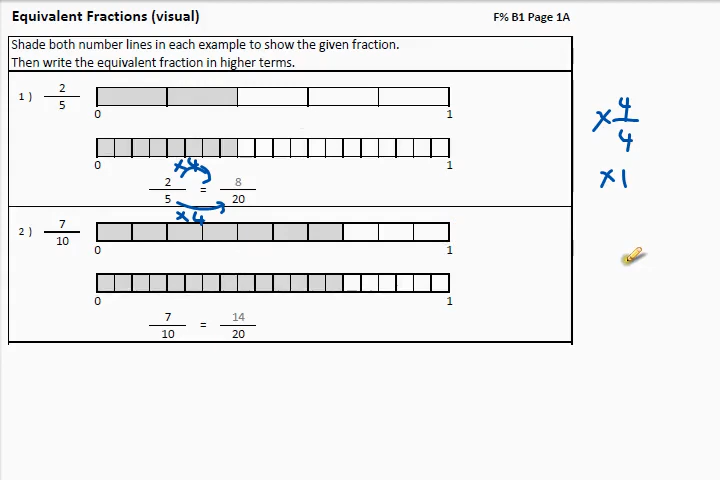 Equivalent Fractions (visual) F% B1 Page 1A
Shade both number lines in each example to show the given fraction.
Then write the equivalent fraction in higher terms.
1) 2/5
0 1
0 1
×4
2/5 = 8/20
×4
2) 7/10
0 1
0 1
7/10 = 14/20
×4/4
×1